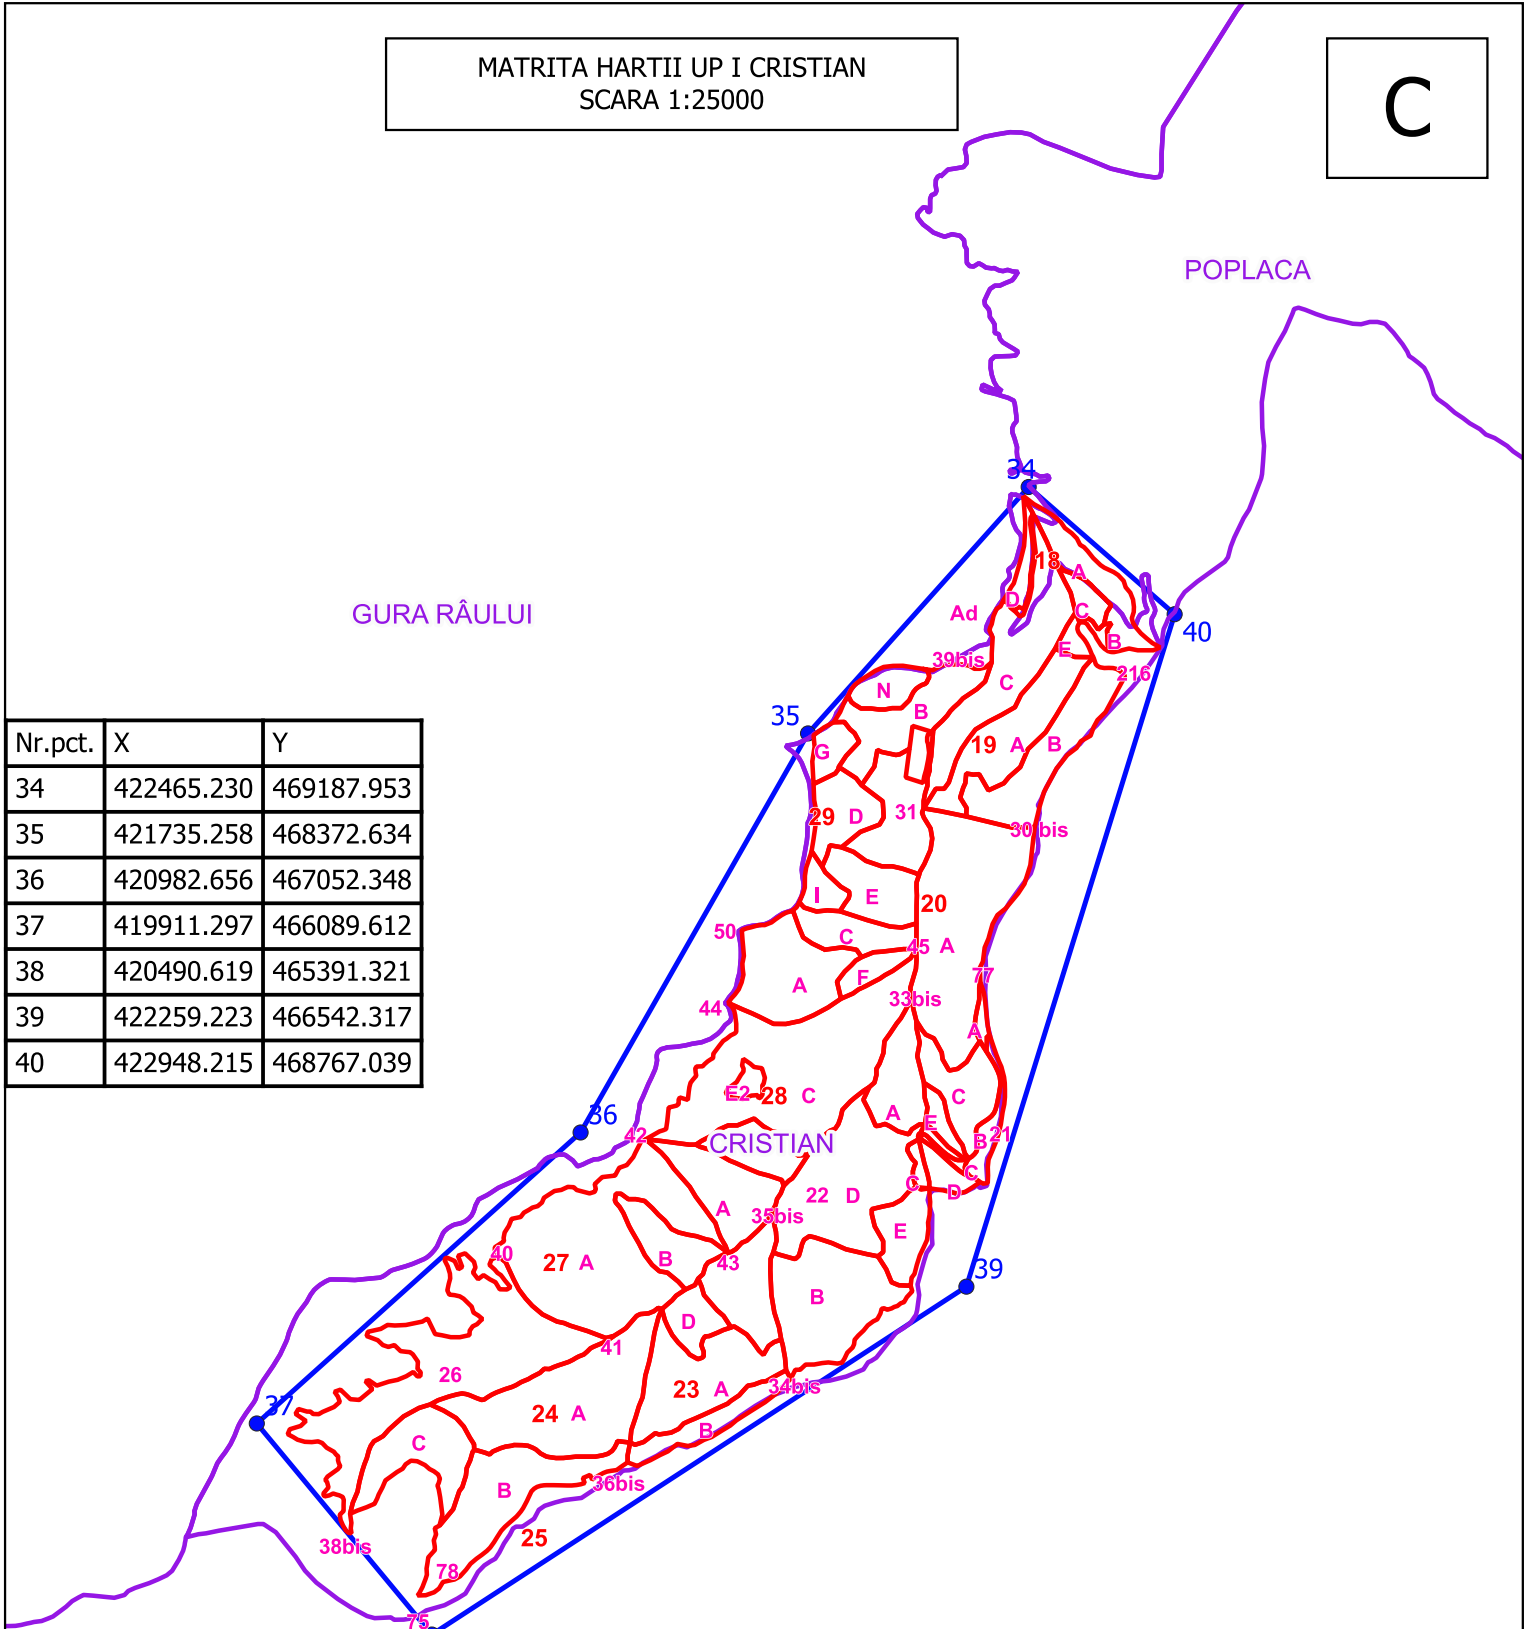 MATRITA HARTII UP I CRISTIAN
SCARA 1:25000
C
POPLACA
34
18
A
D
Ad
C
40
GURA RÂULUI
E
B
39bis
216
N
C
35
B
G
19 A B
Nr.pct. X Y
34 422465.230 469187.953
35 421735.258 468372.634
36 420982.656 467052.348
37 419911.297 466089.612
38 420490.619 465391.321
39 422259.223 466542.317
40 422948.215 468767.039
29 D
31
30 bis
I
E
20
50
C
45 A
A
F
77
44
33bis
A
E2 28 C
C
A
36
E
42
CRISTIAN
B 21
C
C
D
22 D
A
35bis
E
40
27 A
B
43
39
B
D
41
26
23 A
34bis
37
24 A
C
B
B
36bis
25
38bis
78
75